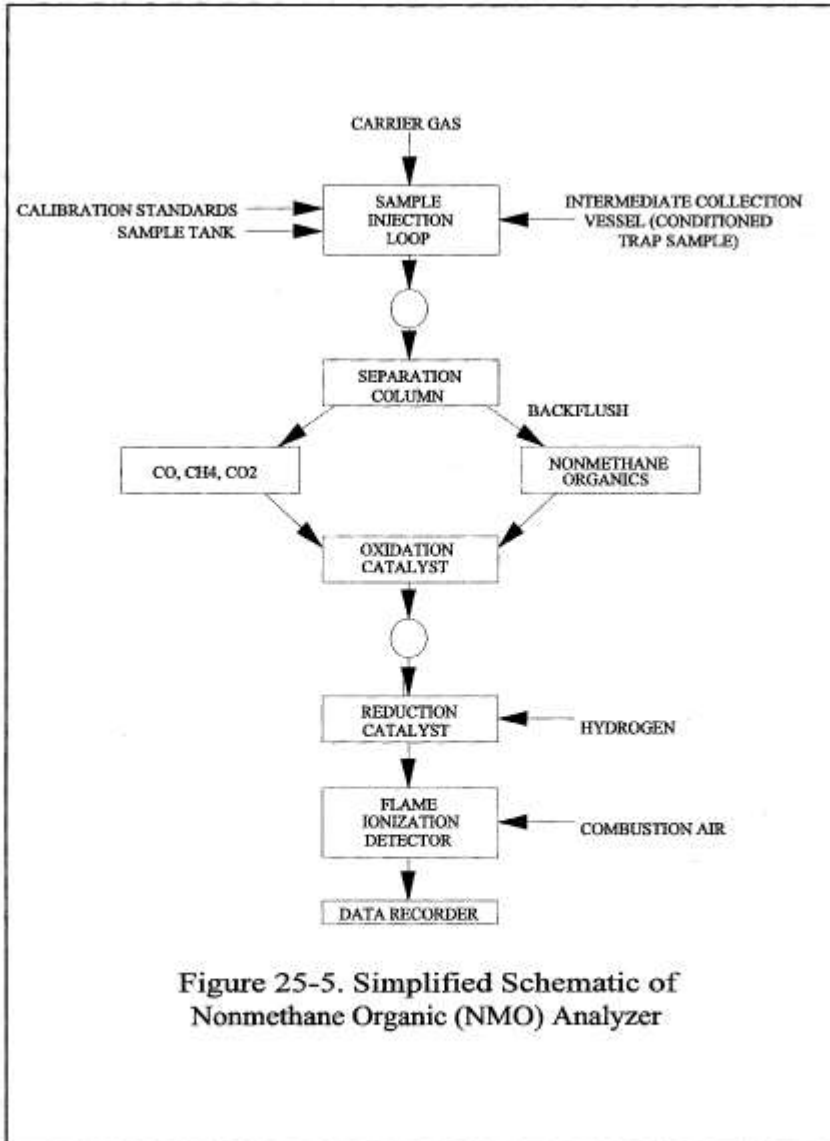 CARRIER GAS
CALIBRATION STANDARDS
SAMPLE TANK
SAMPLE
INJECTION
LOOP
INTERMEDIATE COLLECTION
VESSEL (CONDITIONED
TRAP SAMPLE)
SEPARATION
COLUMN
BACKFLUSH
CO, CH4, CO2
NONMETHANE
ORGANICS
OXIDATION
CATALYST
REDUCTION
CATALYST
HYDROGEN
FLAME
IONIZATION
DETECTOR
COMBUSTION AIR
DATA RECORDER
Figure 25-5. Simplified Schematic of
Nonmethane Organic (NMO) Analyzer